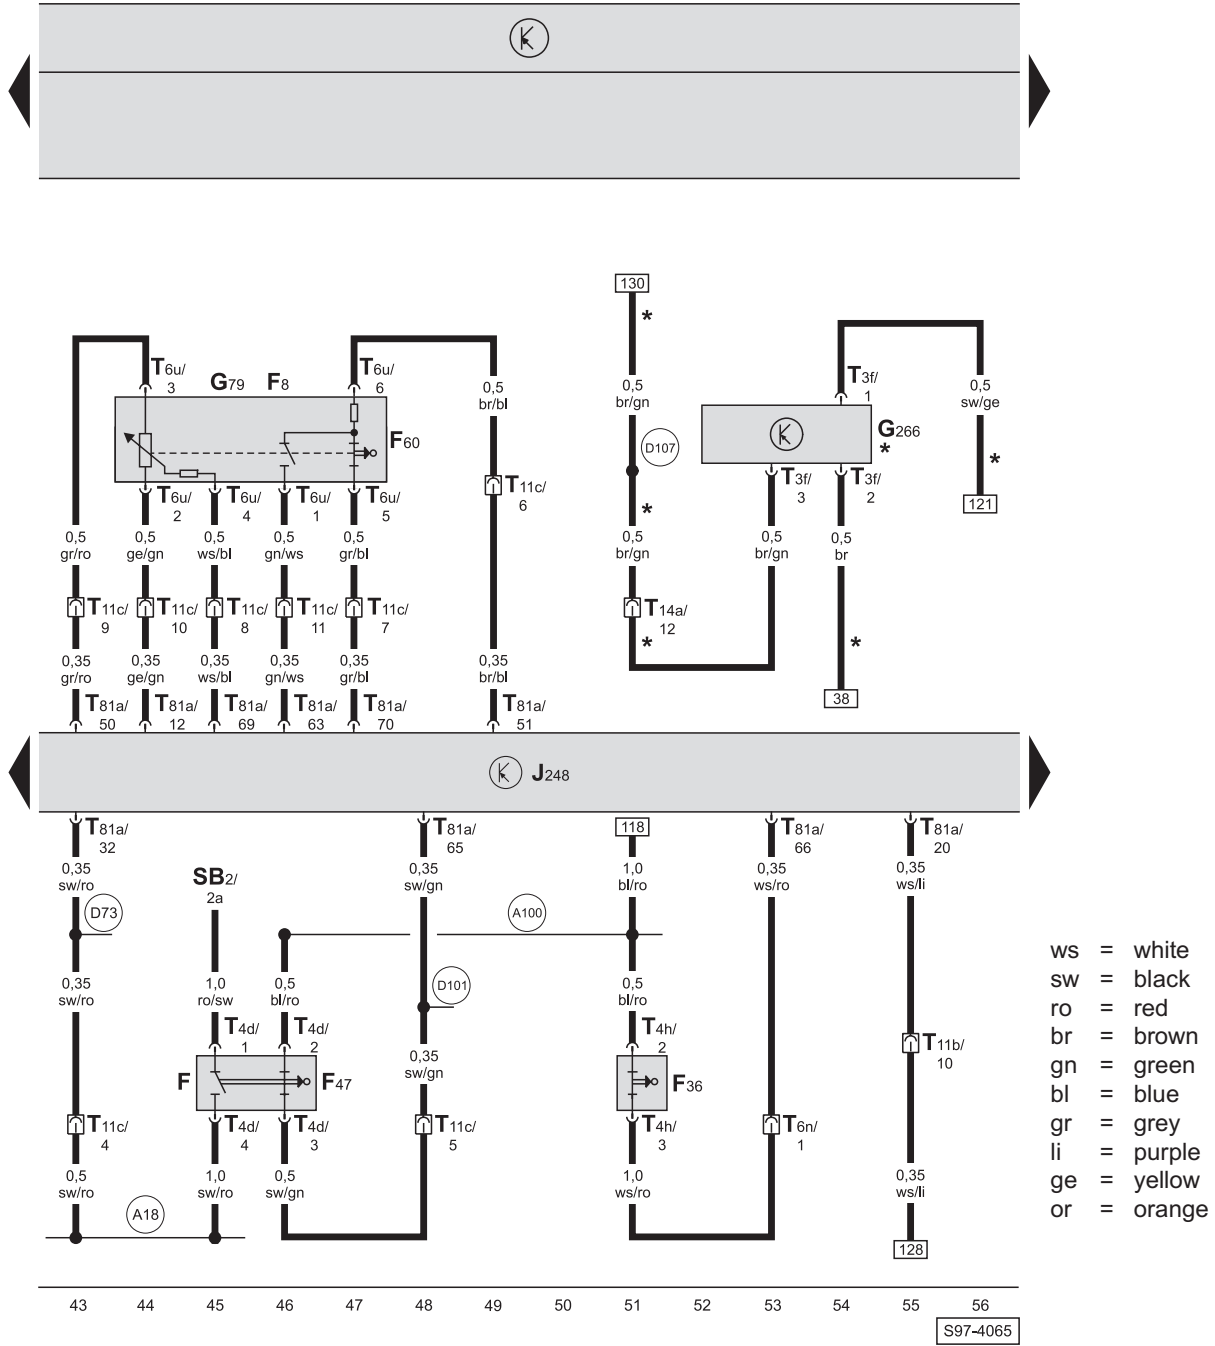 130
*
T6u/
3
G79
F8
T6u/
6
0,5
br/bl
0,5
br/gn
T3f/
1
0,5
sw/ge
F60
D107
G266
*
*
T6u/
2
T6u/
4
T6u/
1
T6u/
5
T11c/
6
*
T3f/
3
T3f/
2
121
0,5
gr/ro
0,5
ge/gn
0,5
ws/bl
0,5
gn/ws
0,5
gr/bl
0,5
br/gn
0,5
br/gn
0,5
br
T11c/
9
T11c/
10
T11c/
8
T11c/
11
T11c/
7
T14a/
12
*
*
0,35
gr/ro
0,35
ge/gn
0,35
ws/bl
0,35
gn/ws
0,35
gr/bl
0,35
br/bl
38
T81a/
50
T81a/
12
T81a/
69
T81a/
63
T81a/
70
T81a/
51
J248
T81a/
32
T81a/
65
118
T81a/
66
T81a/
20
0,35
sw/ro
SB2/
2a
0,35
sw/gn
1,0
bl/ro
0,35
ws/ro
0,35
ws/li
D73
A100
0,35
sw/ro
1,0
ro/sw
0,5
bl/ro
D101
0,5
bl/ro
T4d/
1
T4d/
2
T4h/
2
T11b/
10
0,35
sw/gn
F
F47
F36
T11c/
4
T4d/
4
T4d/
3
T11c/
5
T4h/
3
T6n/
1
0,5
sw/ro
1,0
sw/ro
0,5
sw/gn
1,0
ws/ro
0,35
ws/li
A18
128
ws = white
sw = black
ro = red
br = brown
gn = green
bl = blue
gr = grey
li = purple
ge = yellow
or = orange
43 44 45 46 47 48 49 50 51 52 53 54 55 56
S97-4065